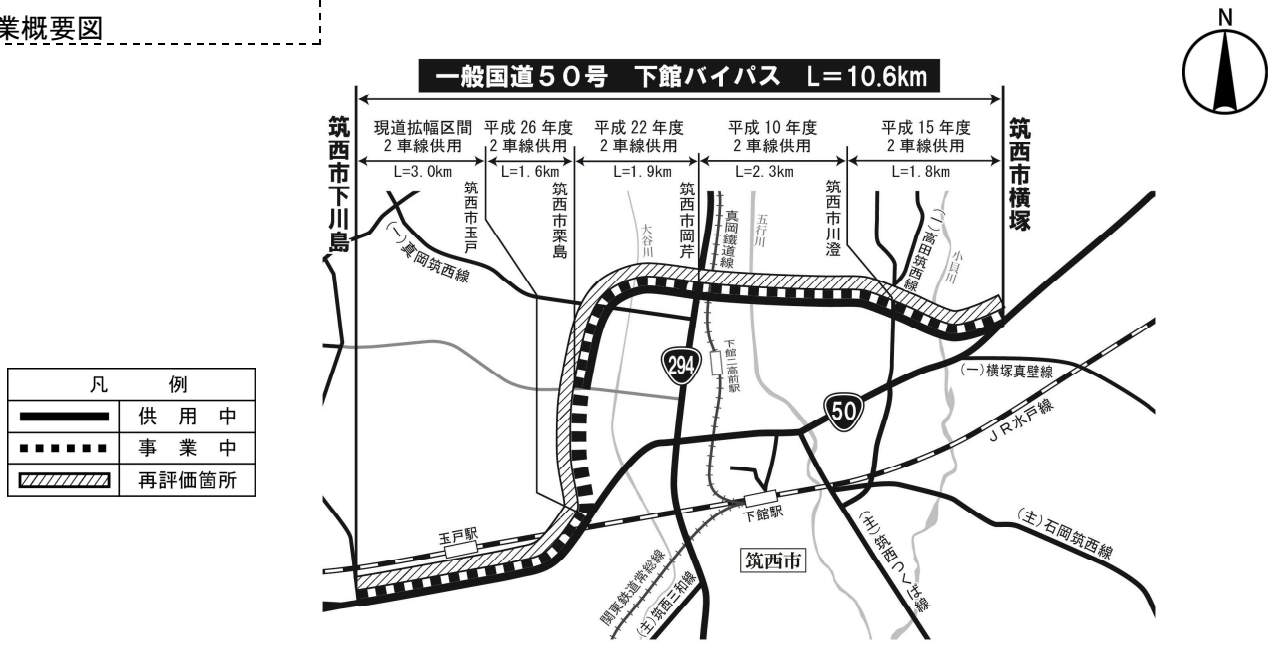 業概要図
N
一般国道50号 下館バイパス L=10.6km
筑西市下川島
現道拡幅区間
2車線供用
L=3.0km
平成26年度
2車線供用
L=1.6km
平成22年度
2車線供用
L=1.9km
平成10年度
2車線供用
L=2.3km
平成15年度
2車線供用
L=1.8km
筑西市横塚
筑西市玉戸
筑西市栗島
筑西市岡芹
筑西市川澄
(一)真岡筑西線
大谷川
真岡鐵道線
五行川
(一)高田筑西線
小貝川
294
下館二高前駅
50
(一)横塚真壁線
JR水戸線
凡 例
供 用 中
事 業 中
再評価箇所
玉戸駅
下館駅
筑西市
関東鉄道常総線
(主)筑西三和線
(主)筑西つくば線
(主)石岡筑西線